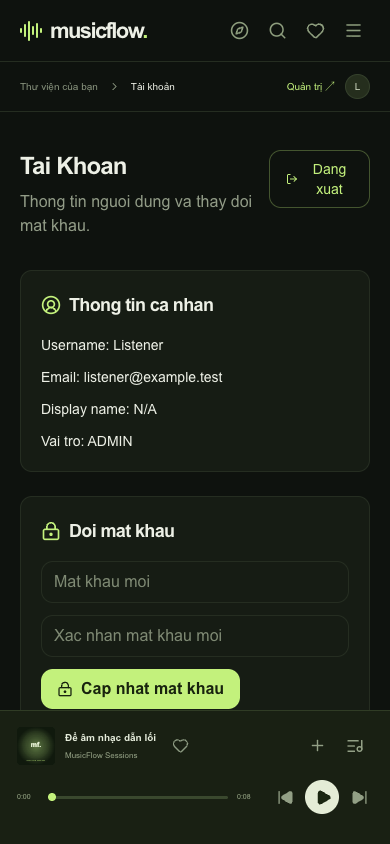 musicflow.
Thư viện của bạn
Tài khoản
Quản trị
L
Tai Khoan
Thong tin nguoi dung va thay doi
mat khau.
Dang
xuat
Thong tin ca nhan
Username: Listener
Email: listener@example.test
Display name: N/A
Vai tro: ADMIN
Doi mat khau
Mat khau moi
Xac nhan mat khau moi
Cap nhat mat khau
mf.
Để âm nhạc dẫn lối
MusicFlow Sessions
0:00
0:08